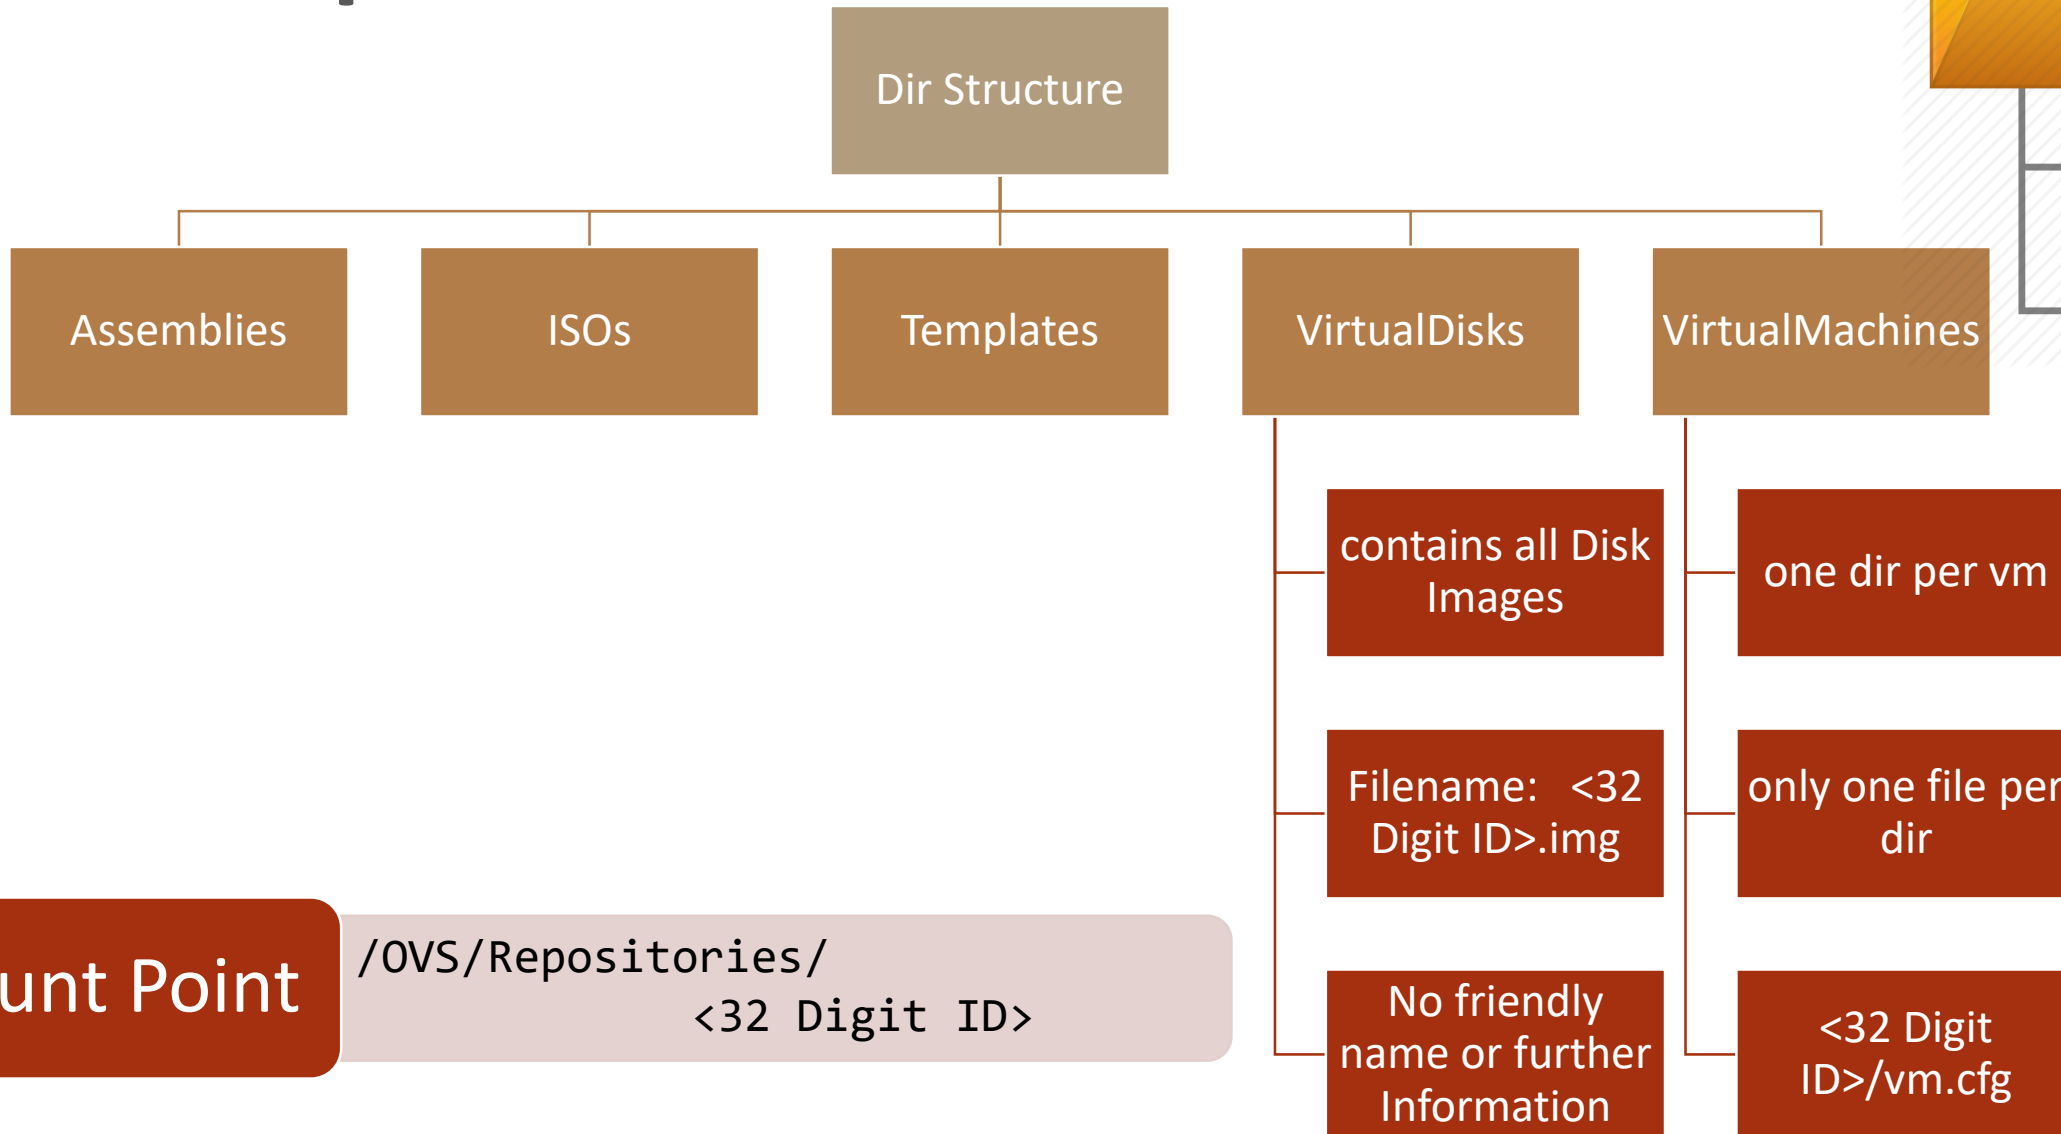 Dir Structure
Assemblies
ISOs
Templates
VirtualDisks
VirtualMachines
contains all Disk
Images
Filename:   <32
Digit ID>.img
No friendly
name or further
Information
one dir per vm
only one file per
dir
<32 Digit
ID>/vm.cfg
unt Point
/OVS/Repositories/
<32 Digit ID>